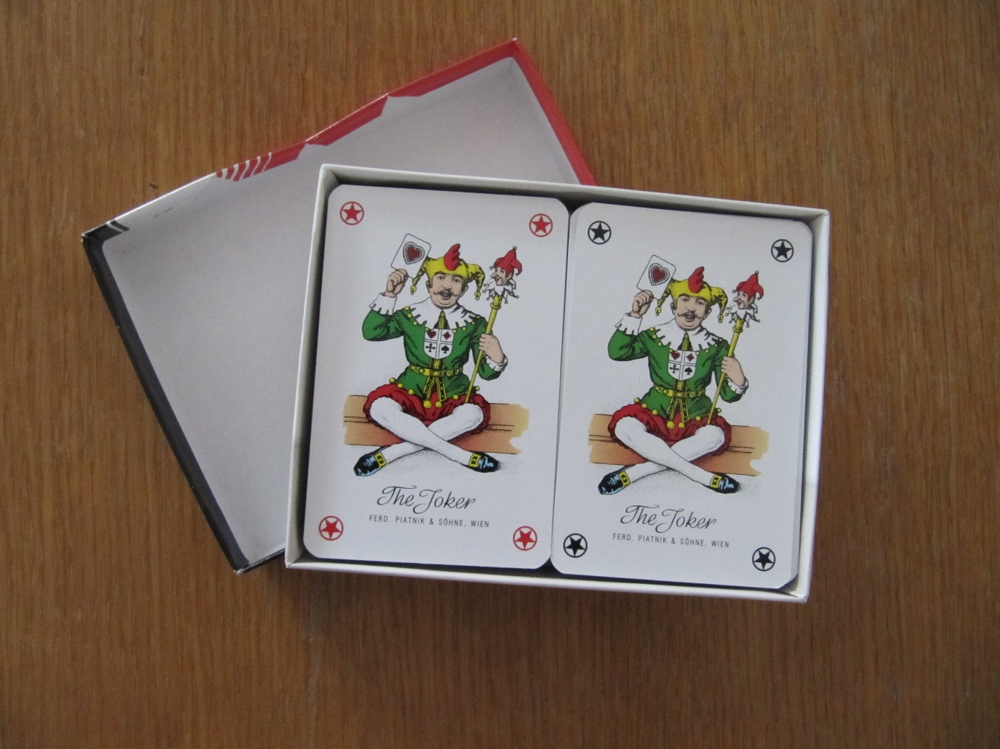 The Joker
FERD. PIATNIK & SÖHNE, WIEN
The Joker
FERD. PIATNIK & SÖHNE, WIEN